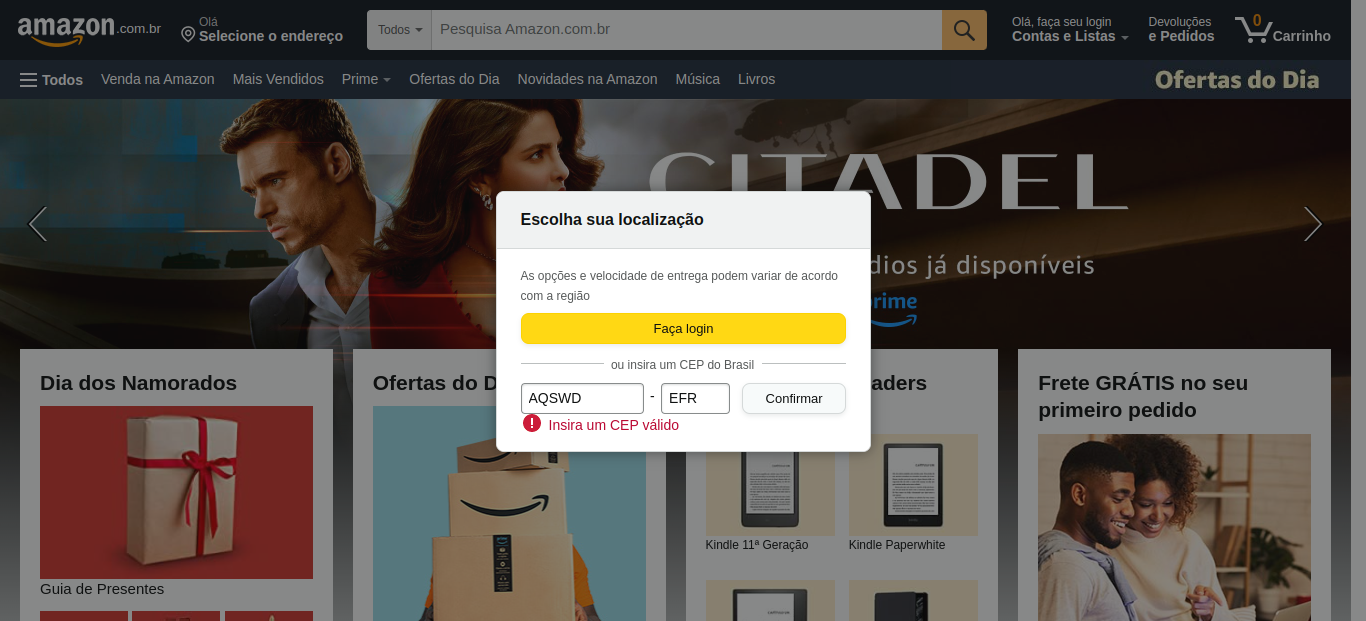 amazon.com.br
Olá
Selecione o endereço
Todos
Pesquisa Amazon.com.br
Olá, faça seu login
Contas e Listas
Devoluções
e Pedidos
0
Carrinho
Todos
Venda na Amazon
Mais Vendidos
Prime
Ofertas do Dia
Novidades na Amazon
Música
Livros
Ofertas do Dia
CITADEL
dios já disponíveis
prime
Escolha sua localização
As opções e velocidade de entrega podem variar de acordo
com a região
Faça login
ou insira um CEP do Brasil
AQSWD - EFR
Confirmar
! Insira um CEP válido
Dia dos Namorados
Guia de Presentes
Ofertas do D
aders
Kindle 11ª Geração
Kindle Paperwhite
Frete GRÁTIS no seu
primeiro pedido